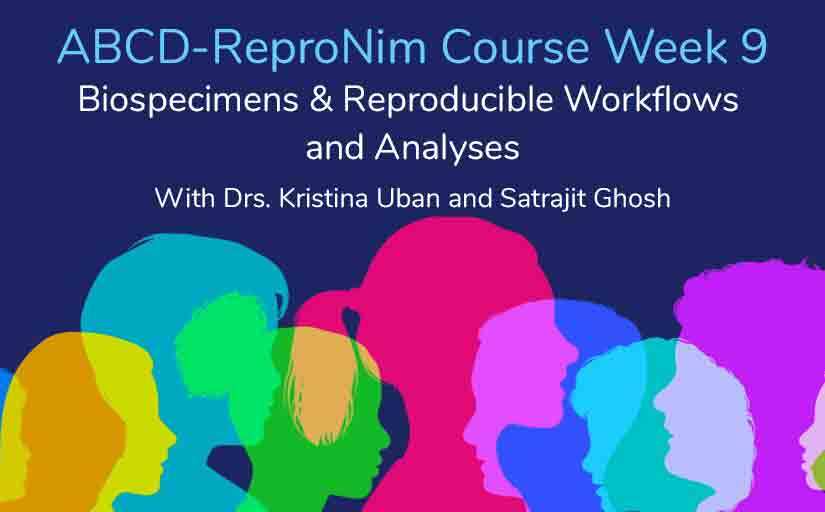 ABCD-ReproNim Course Week 9
Biospecimens & Reproducible Workflows
and Analyses
With Drs. Kristina Uban and Satrajit Ghosh